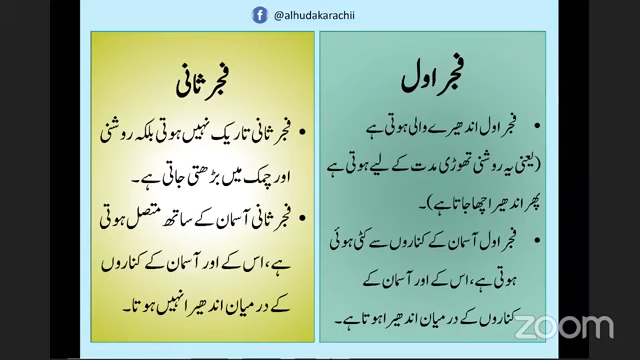 @alhudakarachii
فجر اول
• فجر اول اندھیرے والی ہوتی ہے
(یعنی یہ روشنی تھوڑی مدت کے لیے ہوتی ہے
پھر اندھیرا چھا جاتا ہے)۔
• فجر اول آسمان کے کناروں سے کٹی ہوئی
ہوتی ہے، اس کے اور آسمان کے
کناروں کے درمیان اندھیرا ہوتا ہے۔
فجر ثانی
• فجر ثانی تاریک نہیں ہوتی بلکہ روشنی
اور چمک میں بڑھتی جاتی ہے۔
• فجر ثانی آسمان کے ساتھ متصل ہوتی
ہے، اس کے اور آسمان کے کناروں
کے درمیان اندھیرا نہیں ہوتا۔
zoom